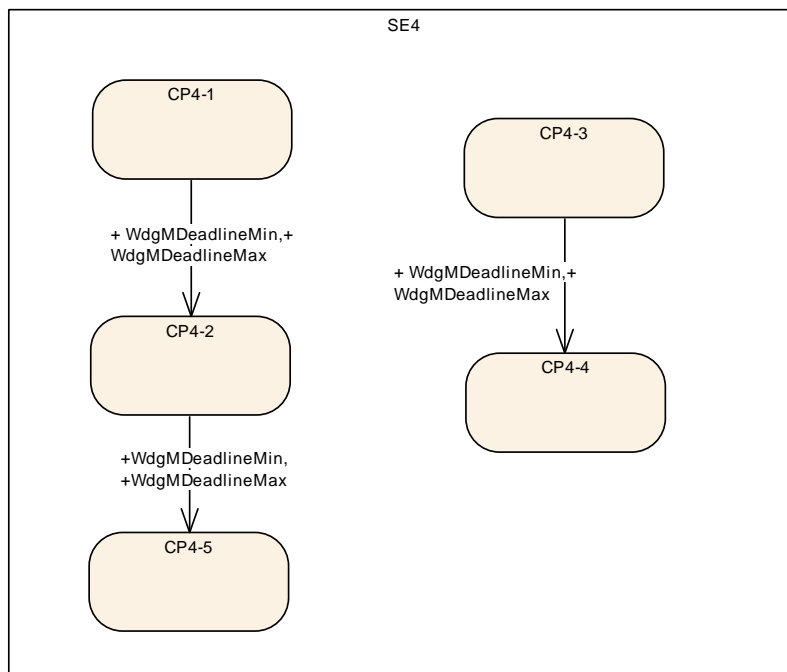 SE4
CP4-1
+ WdgMDeadlineMin,+
WdgMDeadlineMax
CP4-2
+WdgMDeadlineMin,
+WdgMDeadlineMax
CP4-5
CP4-3
+ WdgMDeadlineMin,+
WdgMDeadlineMax
CP4-4